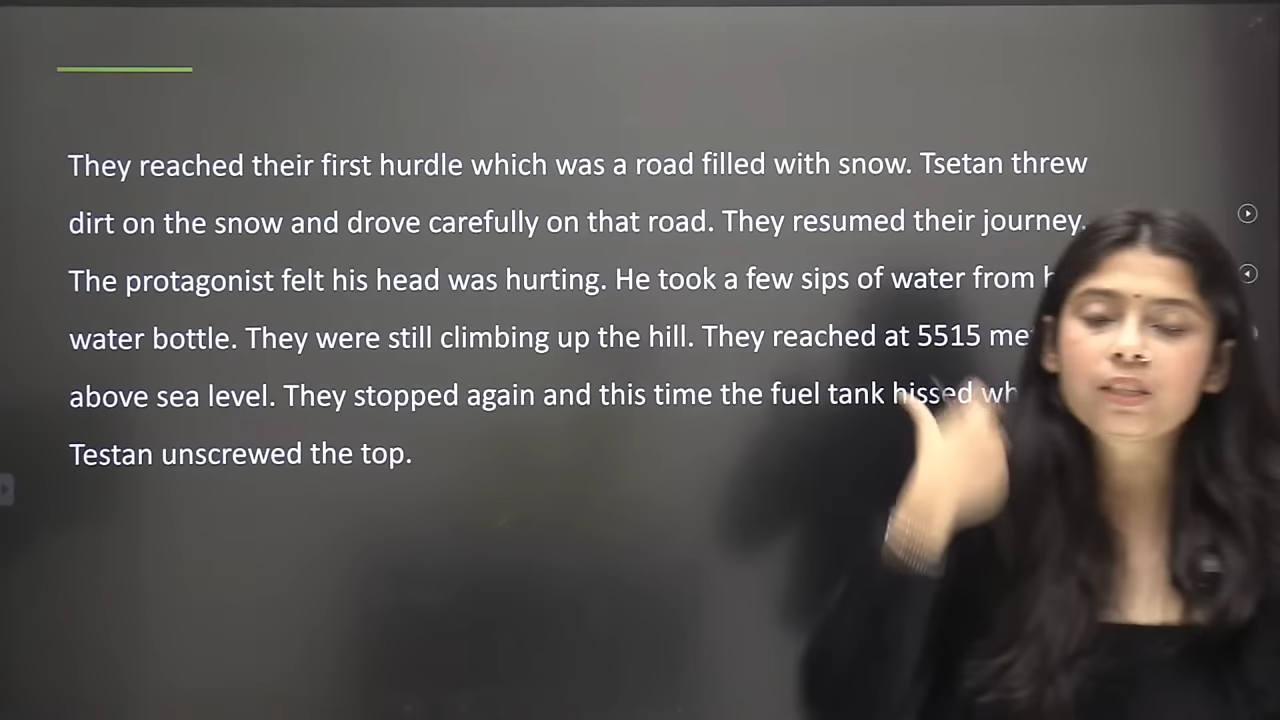 They reached their first hurdle which was a road filled with snow. Tsetan threw
dirt on the snow and drove carefully on that road. They resumed their journey.
The protagonist felt his head was hurting. He took a few sips of water from
water bottle. They were still climbing up the hill. They reached at 5515
above sea level. They stopped again and this time the fuel tank hissed
Testan unscrewed the top.